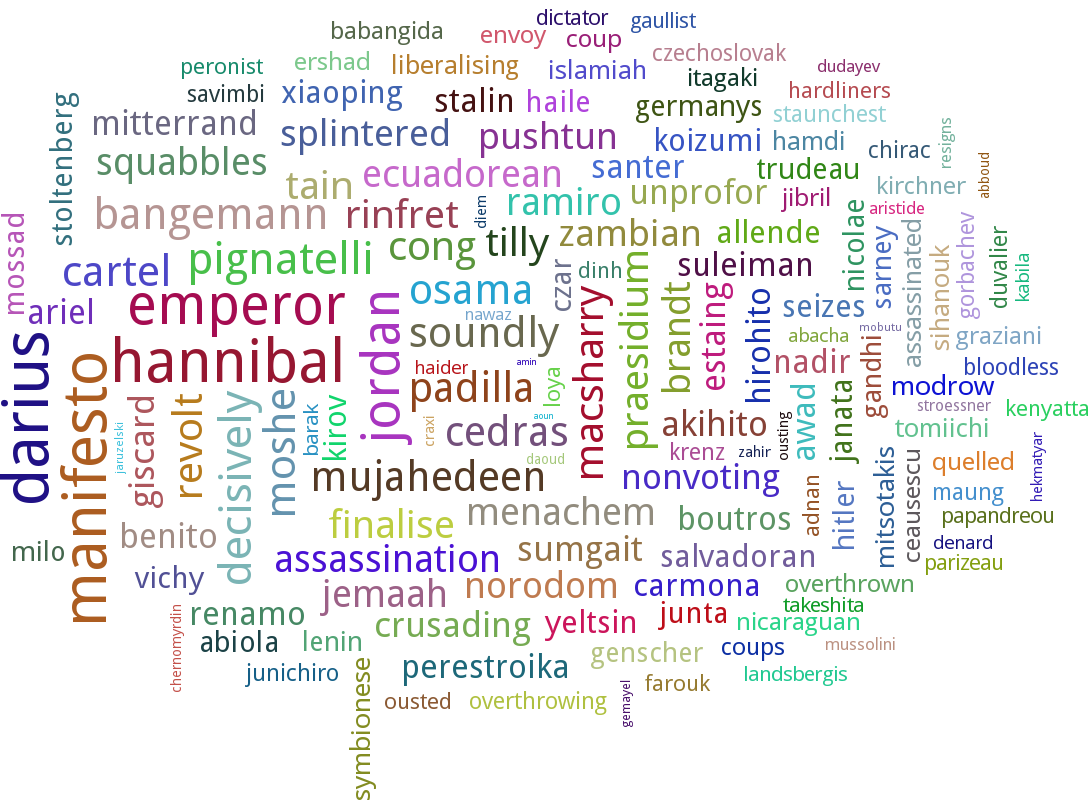 dictator
gaullist
babangida
envoy
coup
czechoslovak
peronist
ershad
liberalising
islamiah
itagaki
dudayev
savimbi
xiaoping
stalin
haile
germanys
hardliners
staunchest
stoltenberg
mitterrand
splintered
pushtun
koizumi
hamdi
chirac
resigns
abboud
squabbles
tain
ecuadorean
santer
trudeau
kirchner
mossad
bangemann
rinfret
diem
ramiro
unprofor
jibril
aristide
pignatelli
cong
tilly
zambian
allende
nicolae
sarney
assassinated
sihanouk
gorbachev
duvalier
kabila
cartel
czar
dinh
suleiman
ariel
emperor
jordan
osama
nawaz
macsharry
praesidium
brandt
estaing
hirohito
seizes
abacha
mobutu
graziani
darius
manifesto
hannibal
soundly
haider
amin
padilla
loya
nadir
gandhi
bloodless
modrow
stroessner
kenyatta
jaruzelski
giscard
revolt
decisively
moshe
barak
kirov
craxi
cedras
aoun
akihito
ousting
awad
janata
tomiichi
daoud
krenz
zahir
mujahedeen
nonvoting
adnan
hitler
mitsotakis
ceausescu
quelled
hekmatyar
maung
milo
benito
finalise
menachem
boutros
papandreou
denard
vichy
assassination
sumgait
salvadoran
parizeau
jemaah
norodom
carmona
overthrown
chernomyrdin
renamo
crusading
yeltsin
junta
takeshita
nicaraguan
abiola
lenin
genscher
coups
mussolini
junichiro
symbionese
perestroika
landsbergis
ousted
overthrowing
gemayel
farouk